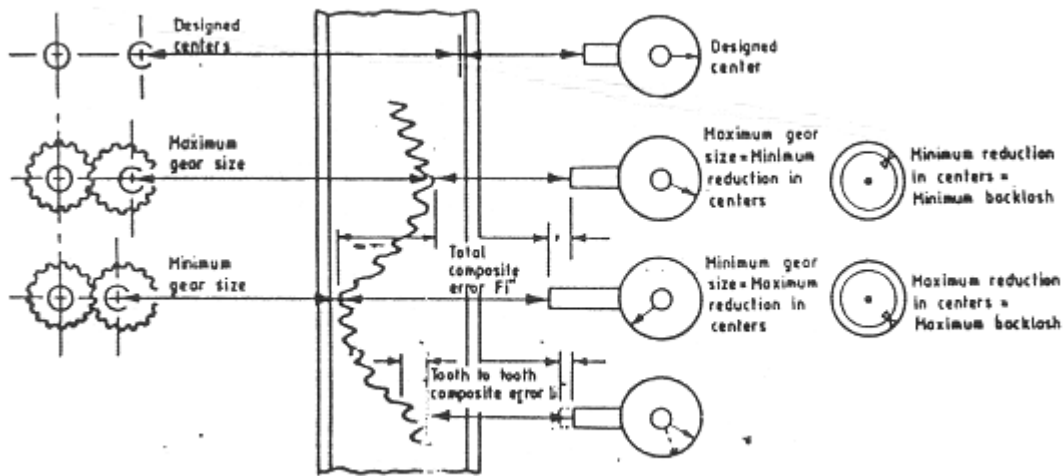 Designed
centers
Designed
center
Maximum
gear size
Maximum gear
size = Minimum
reduction in
centers
Minimum reduction
in centers =
Minimum backlash
Minimum
gear size
Total
composite
error Fi"
Minimum gear
size = Maximum
reduction in
centers
Maximum reduction
in centers =
Maximum backlash
Tooth to tooth
composite error